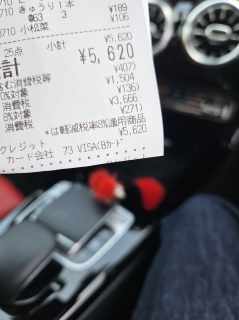 0710 きゅうり1本 ¥189
@63 3
0710 小松菜 ¥106
25点 小計 ¥5,620
計 ¥5,620
含む消費税等 ¥407)
0%対象 ¥1,504
消費税 ¥136)
8%対象 ¥3,666
消費税 ¥271)
*は軽減税率8%適用商品
クレジット ¥5,620
カード会社 73 VISA(Bカード